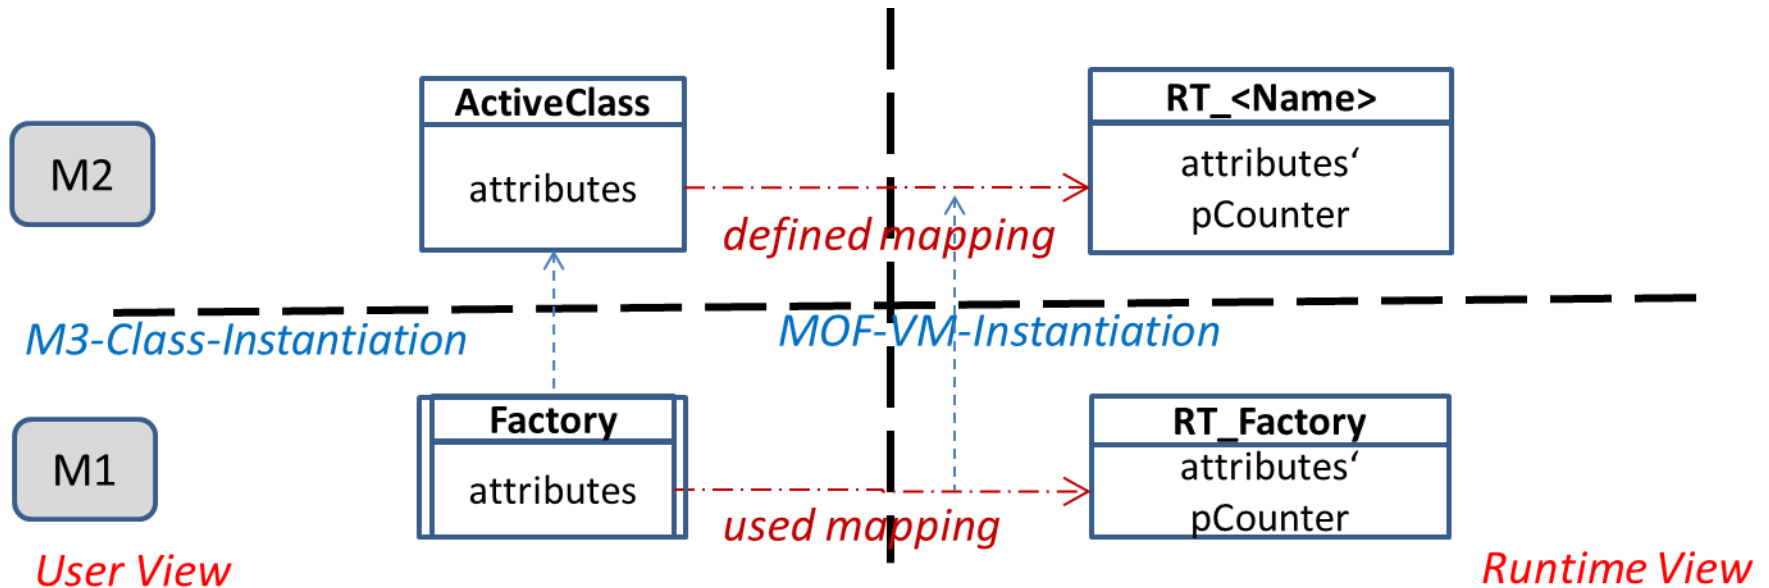 ActiveClass
RT_<Name>
M2
attributes
attributes‘
pCounter
defined mapping
M3-Class-Instantiation
MOF-VM-Instantiation
Factory
RT_Factory
M1
attributes
attributes‘
pCounter
used mapping
User View
Runtime View